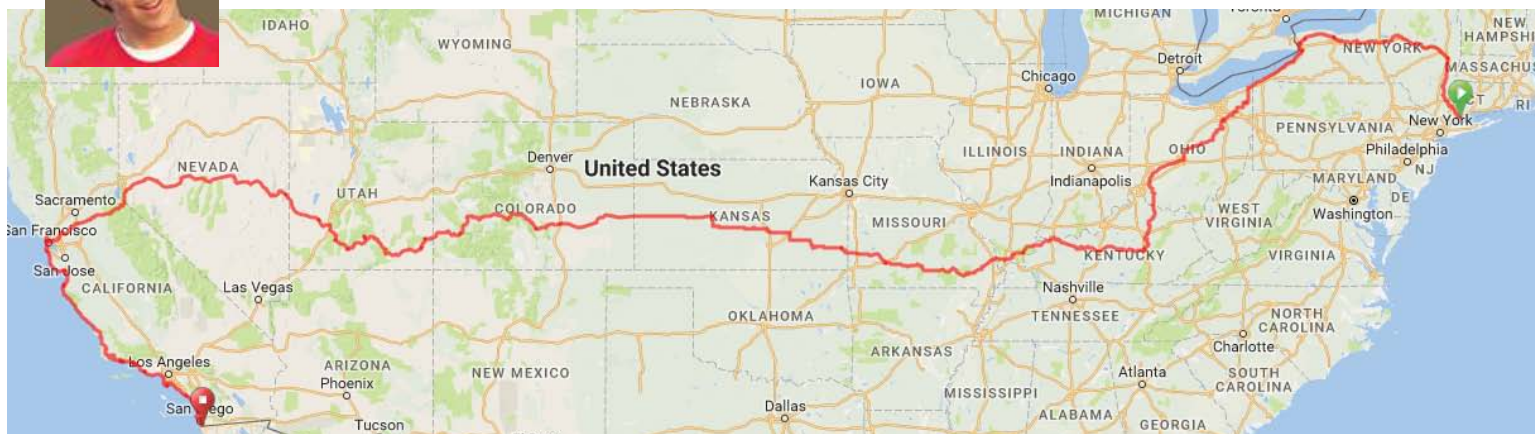 IDAHO
WYOMING
MICHIGAN
Toronto
NEW HAMPSH
Detroit
NEW YORK
MASSACHUS
Chicago
IOWA
NEBRASKA
CT
RI
PENNSYLVANIA
New York
ILLINOIS
INDIANA
OHIO
Philadelphia
NEVADA
Denver
United States
Indianapolis
MARYLAND
NJ
UTAH
Kansas City
DE
Sacramento
COLORADO
KANSAS
MISSOURI
WEST VIRGINIA
Washington
San Francisco
San Jose
KENTUCKY
VIRGINIA
CALIFORNIA
Las Vegas
Nashville
OKLAHOMA
TENNESSEE
NORTH CAROLINA
Los Angeles
ARIZONA
Charlotte
ARKANSAS
Phoenix
NEW MEXICO
Atlanta
SOUTH CAROLINA
San Diego
MISSISSIPPI
Dallas
ALABAMA
GEORGIA
Tucson